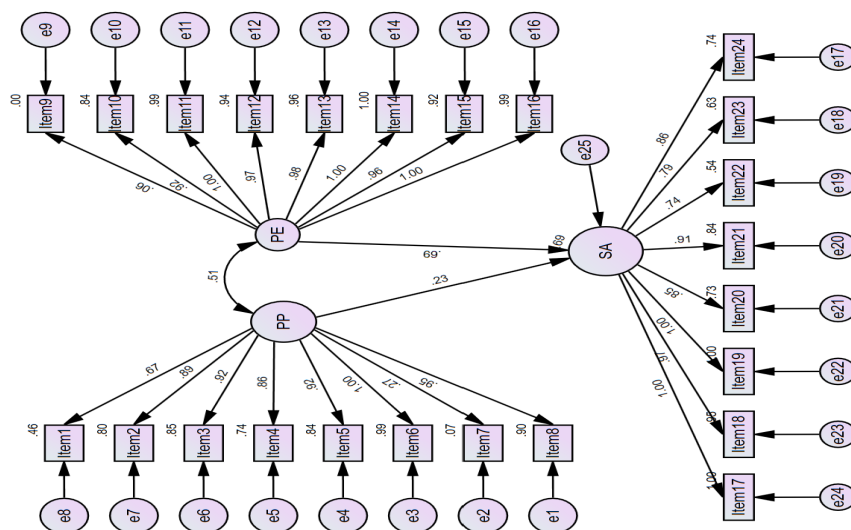 e9
e10
e11
e12
e13
e14
e15
e16
.00
.84
.99
.94
.96
1.00
.92
.99
Item9
Item10
Item11
Item12
Item13
Item14
Item15
Item16
.06
.92
1.00
.97
.98
1.00
.96
1.00
PE
.51
PP
.69
.23
e25
.69
SA
.67
.89
.92
.86
.92
1.00
.27
.95
.46
.80
.85
.74
.84
.99
.07
.90
Item1
Item2
Item3
Item4
Item5
Item6
Item7
Item8
e8
e7
e6
e5
e4
e3
e2
e1
.86
.79
.74
.91
.85
1.00
.97
1.00
.74
.63
.54
.84
.73
1.00
Item24
Item23
Item22
Item21
Item20
Item19
Item18
Item17
e17
e18
e19
e20
e21
e22
e23
e24